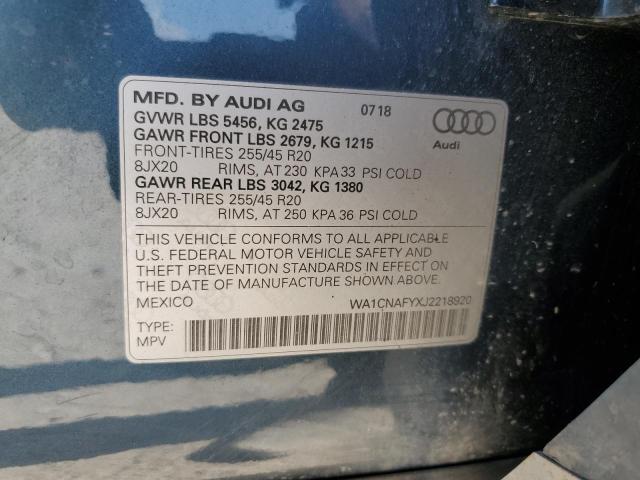 MFD. BY AUDI AG 07 18
GVWR LBS 5456, KG 2475
GAWR FRONT LBS 2679, KG 1215
FRONT-TIRES 255/45 R20
8JX20 RIMS, AT 230 KPA 33 PSI COLD
GAWR REAR LBS 3042, KG 1380
REAR-TIRES 255/45 R20
8JX20 RIMS, AT 250 KPA 36 PSI COLD
Audi
THIS VEHICLE CONFORMS TO ALL APPLICABLE
U.S. FEDERAL MOTOR VEHICLE SAFETY AND
THEFT PREVENTION STANDARDS IN EFFECT ON
THE DATE OF MANUFACTURE SHOWN ABOVE.
MEXICO WA1CNAFYXJ2218920
TYPE:
MPV